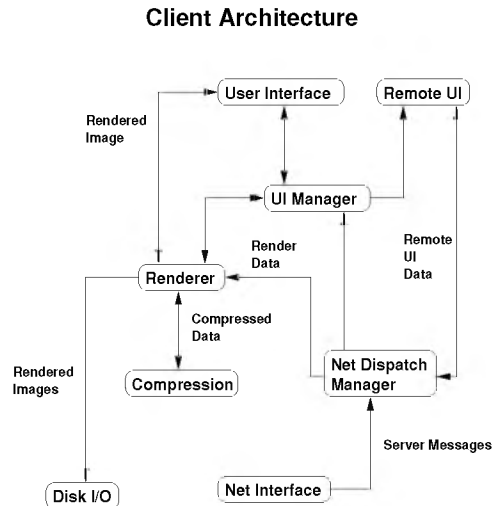 Client Architecture
User Interface
Remote UI
Rendered
Image
UI Manager
Render
Data
Remote
UI
Data
Renderer
Compressed
Data
Rendered
Images
Compression
Net Dispatch
Manager
Server Messages
Net Interface
Disk I/O